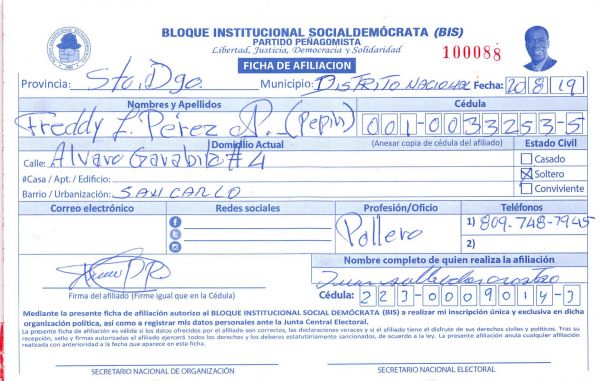 BLOQUE INSTITUCIONAL SOCIALDEMÓCRATA (BIS)
PARTIDO PEÑAGOMISTA
Libertad, Justicia, Democracia y Solidaridad
100088
FICHA DE AFILIACION
Provincia: Sto. Dgo. Municipio: DISTRITO NACIONAL Fecha: 20/8/19
Nombres y Apellidos Cédula
Freddy L. Pérez P. (Pepin) 001-0033253-5
Domicilio Actual (Anexar copia de cédula del afiliado) Estado Civil
Calle: Alvaro Garabito #4 Casado
#Casa / Apt. / Edificio: Soltero
Barrio / Urbanización: SAN CARLO Conviviente
Correo electrónico Redes sociales Profesión/Oficio Teléfonos
Pollero 1) 809-748-7945
2)
Nombre completo de quien realiza la afiliación
Firma del afiliado (Firme igual que en la Cédula) Cédula: 223-0009014-3
Mediante la presente ficha de afiliación autorizo al BLOQUE INSTITUCIONAL SOCIAL DEMÓCRATA (BIS) a realizar mi inscripción única y exclusiva en dicha
organización política, así como a registrar mis datos personales ante la Junta Central Electoral.
La presente ficha de afiliación es válida si los datos ofrecidos por el afiliado son correctos, las declaraciones veraces y si el afiliado tiene el disfrute de sus derechos civiles y políticos. Tras su
recepción, sello y firmas autorizadas el afiliado ejercerá todos los derechos y los deberes estatutariamente sancionados, de acuerdo a la ley. La presente afiliación anula cualquier afiliación
realizada con anterioridad a la fecha que aparece en esta ficha.
SECRETARIO NACIONAL DE ORGANIZACIÓN SECRETARIO NACIONAL ELECTORAL